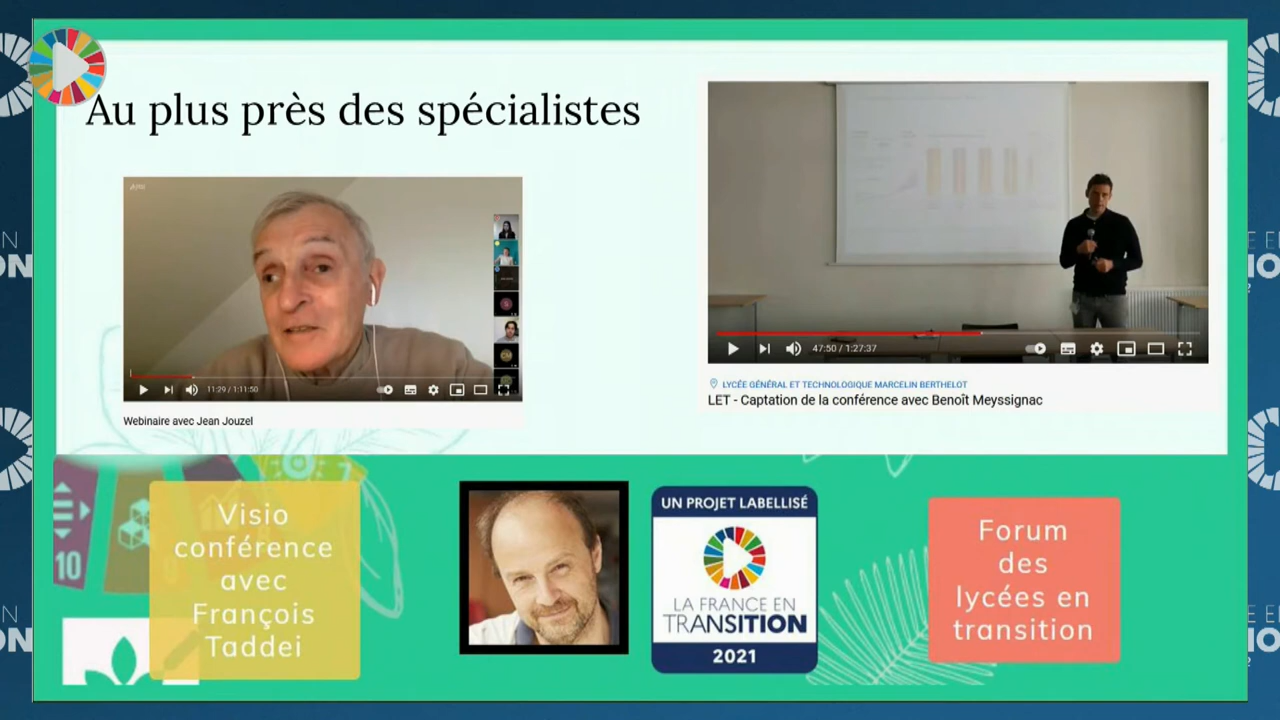 Au plus près des spécialistes
11:29 / 1:11:50
Webinaire avec Jean Jouzel
47:50 / 1:27:37
LYCÉE GÉNÉRAL ET TECHNOLOGIQUE MARCELIN BERTHELOT
LET - Captation de la conférence avec Benoît Meyssignac
10
Visio
conférence
avec
François
Taddei
UN PROJET LABELLISÉ
LA FRANCE EN
TRANSITION
2021
Forum
des
lycées en
transition